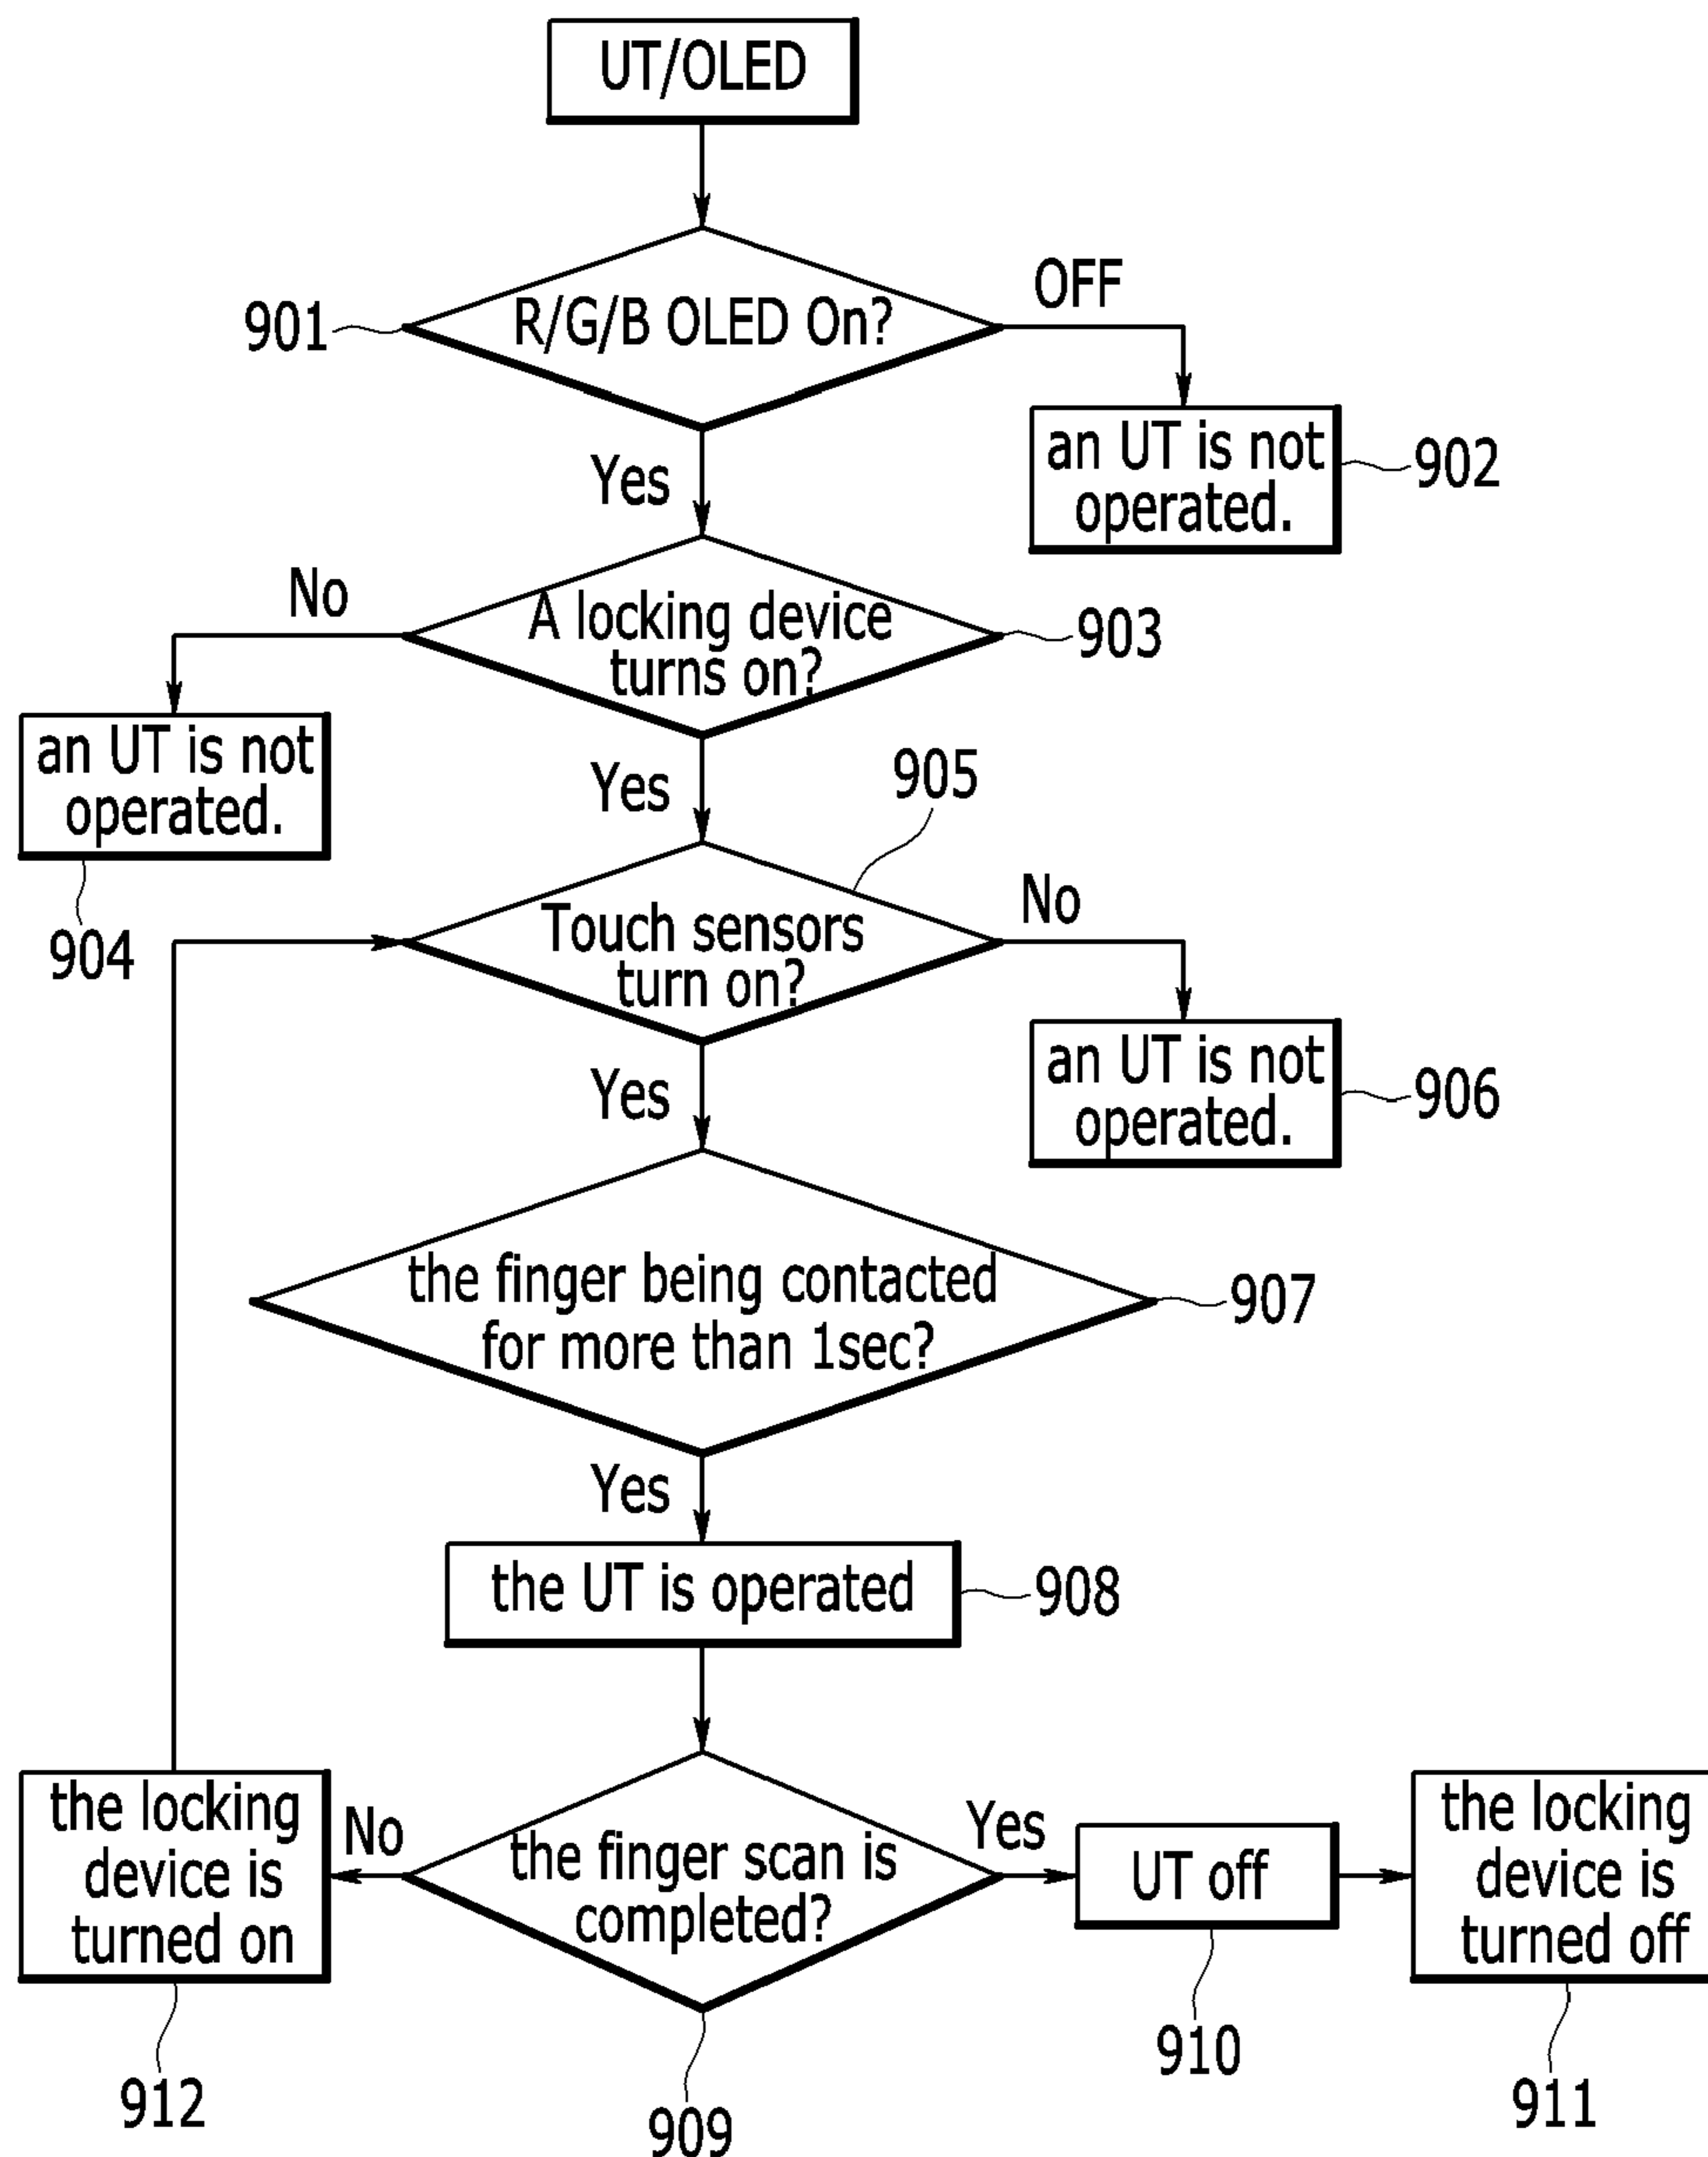 UT/OLED
R/G/B OLED On?
901
OFF
an UT is not
operated.
902
Yes
A locking device
turns on?
903
No
an UT is not
operated.
904
Yes
905
Touch sensors
turn on?
No
an UT is not
operated.
906
Yes
the finger being contacted
for more than 1sec?
907
Yes
the UT is operated
908
the finger scan is
completed?
909
No
the locking
device is
turned on
912
Yes
UT off
910
the locking
device is
turned off
911